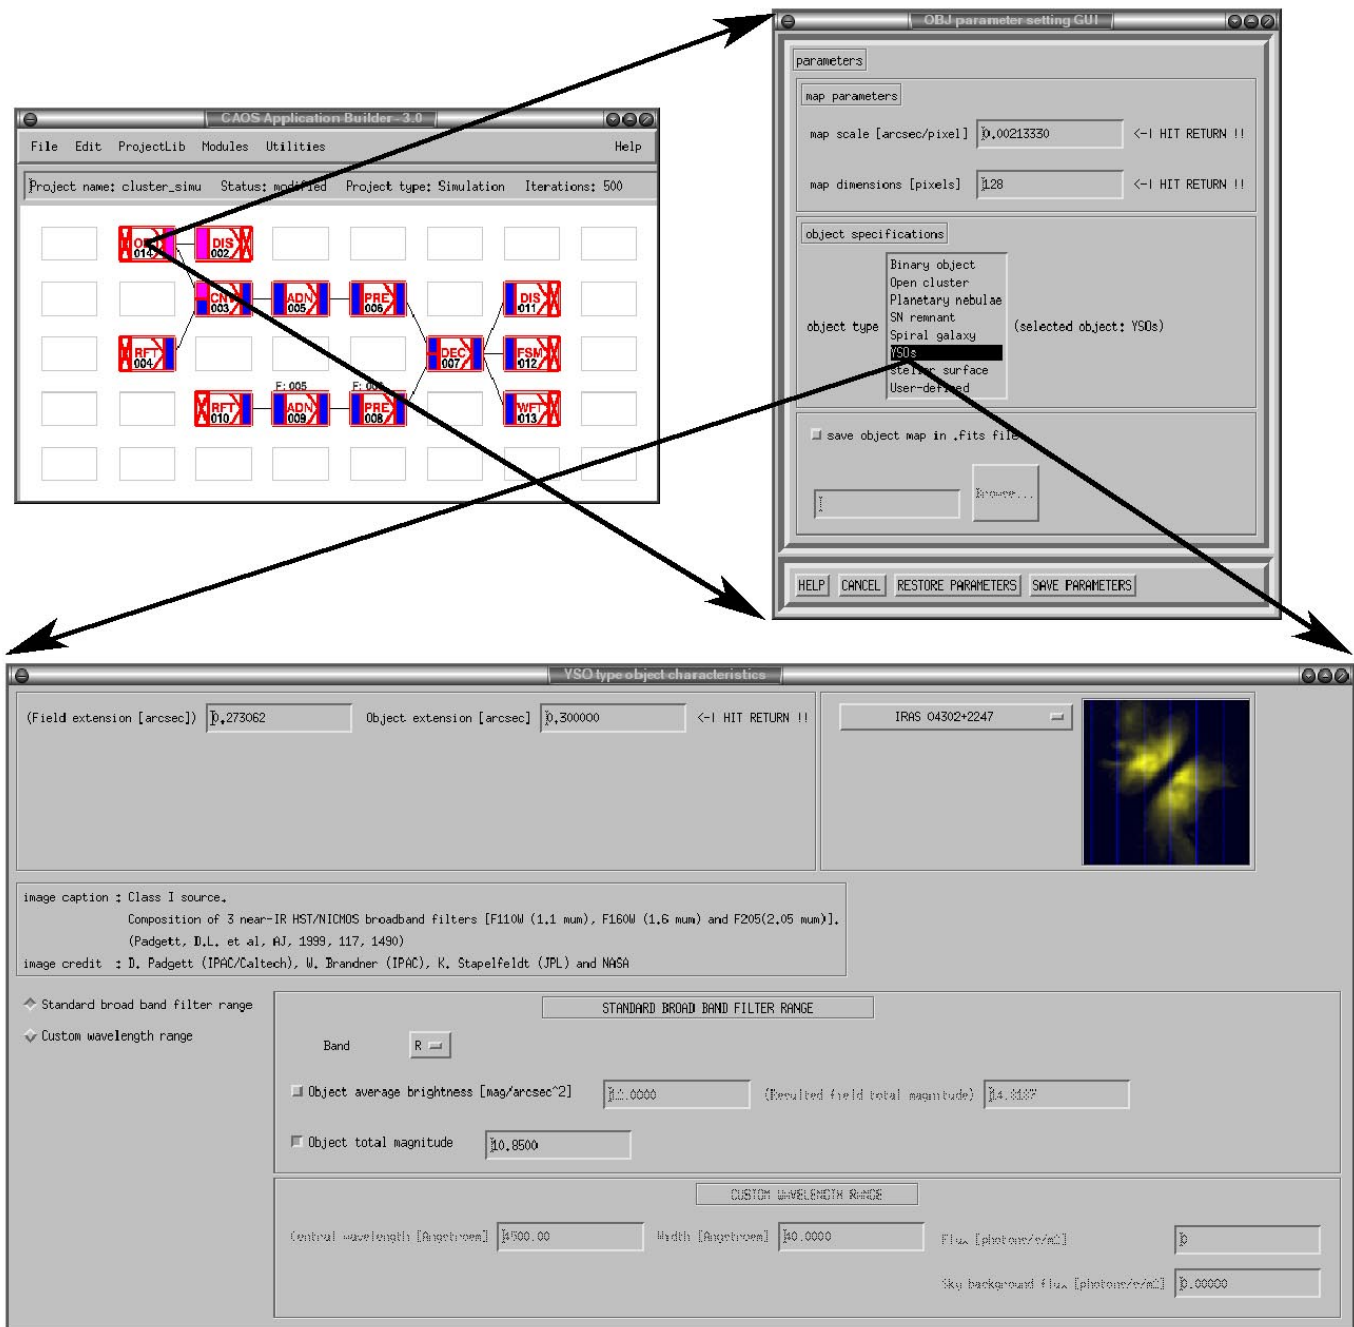 OBJ parameter setting GUI
parameters
map parameters
map scale [arcsec/pixel] 0.00213330 <-| HIT RETURN !!
map dimensions [pixels] 128 <-| HIT RETURN !!
object specifications
Binary object
Open cluster
Planetary nebulae
SN remnant
Spiral galaxy
object type (selected object: YSOs)
YSOs
stellar surface
User-defined
save object map in .fits file
Browse...
HELP CANCEL RESTORE PARAMETERS SAVE PARAMETERS
CAOS Application Builder - 3.0
File Edit ProjectLib Modules Utilities Help
Project name: cluster_simu Status: modified Project type: Simulation Iterations: 500
OBJ DIS
014 002
CNV ADN PRE DIS
003 005 006 011
RFT DEC FSM
004 007 012
F: 005 F: 006
RFT ADN PRE WFT
010 009 008 013
YSO type object characteristics
(Field extension [arcsec]) 0.273062 Object extension [arcsec] 0.300000 <-| HIT RETURN !!
IRAS 04302+2247
image caption : Class I source.
Composition of 3 near-IR HST/NICMOS broadband filters [F110W (1.1 mum), F160W (1.6 mum) and F205(2.05 mum)].
(Padgett, D.L. et al, AJ, 1999, 117, 1490)
image credit : D. Padgett (IPAC/Caltech), W. Brandner (IPAC), K. Stapelfeldt (JPL) and NASA
Standard broad band filter range
Custom wavelength range
STANDARD BROAD BAND FILTER RANGE
Band R
Object average brightness [mag/arcsec^2] (Resulted field total magnitude)
Object total magnitude 10.8500
CUSTOM WAVELENGTH RANGE
Central wavelength [Angstroem] 4500.00 Width [Angstroem] 40.0000 Flux [photons/s/m2] 0
Sky background flux [photons/s/m2] 0.00000